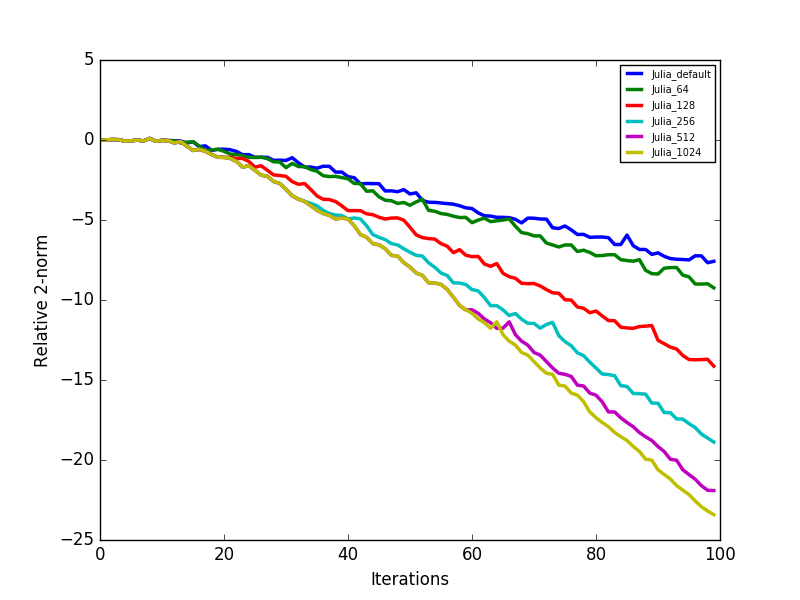 5
0
−5
−10
−15
−20
−25
0 20 40 60 80 100
Iterations
Relative 2-norm
Julia_default
Julia_64
Julia_128
Julia_256
Julia_512
Julia_1024